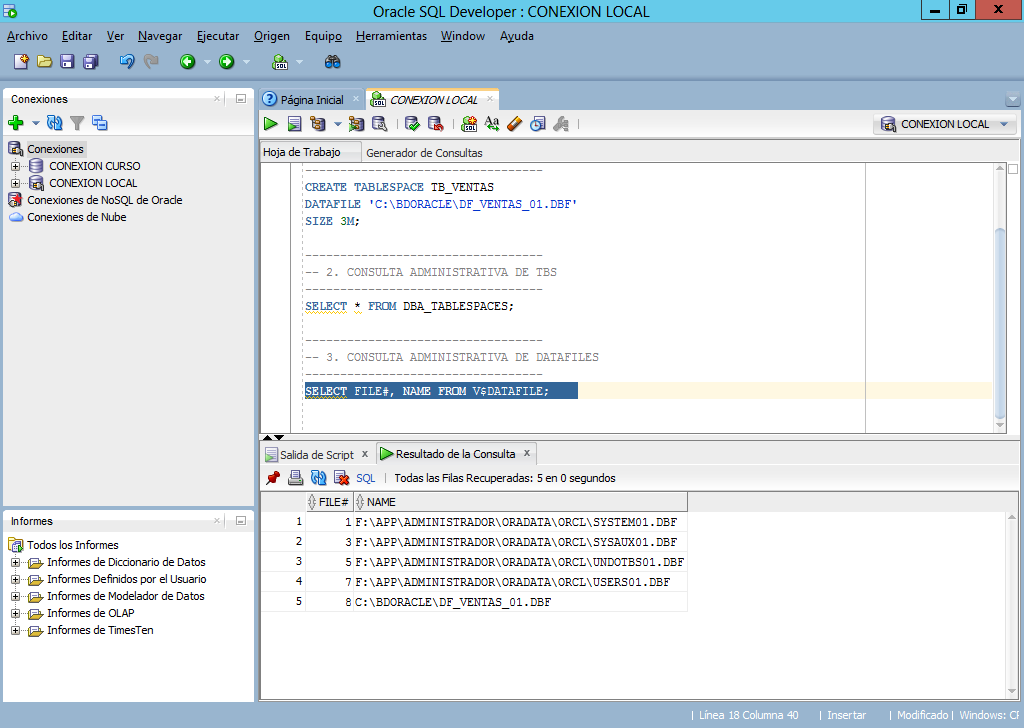 Oracle SQL Developer : CONEXION LOCAL
Archivo Editar Ver Navegar Ejecutar Origen Equipo Herramientas Window Ayuda
Conexiones
Conexiones
CONEXION CURSO
CONEXION LOCAL
Conexiones de NoSQL de Oracle
Conexiones de Nube
Informes
Todos los Informes
Informes de Diccionario de Datos
Informes Definidos por el Usuario
Informes de Modelador de Datos
Informes de OLAP
Informes de TimesTen
Página Inicial CONEXION LOCAL
CONEXION LOCAL
Hoja de Trabajo Generador de Consultas
----------------------------------
CREATE TABLESPACE TB_VENTAS
DATAFILE 'C:\BDORACLE\DF_VENTAS_01.DBF'
SIZE 3M;
----------------------------------
-- 2. CONSULTA ADMINISTRATIVA DE TBS
----------------------------------
SELECT * FROM DBA_TABLESPACES;
----------------------------------
-- 3. CONSULTA ADMINISTRATIVA DE DATAFILES
----------------------------------
SELECT FILE#, NAME FROM V$DATAFILE;
Salida de Script x Resultado de la Consulta x
SQL | Todas las Filas Recuperadas: 5 en 0 segundos
FILE# NAME
1 1 F:\APP\ADMINISTRADOR\ORADATA\ORCL\SYSTEM01.DBF
2 3 F:\APP\ADMINISTRADOR\ORADATA\ORCL\SYSAUX01.DBF
3 5 F:\APP\ADMINISTRADOR\ORADATA\ORCL\UNDOTBS01.DBF
4 7 F:\APP\ADMINISTRADOR\ORADATA\ORCL\USERS01.DBF
5 8 C:\BDORACLE\DF_VENTAS_01.DBF
| Línea 18 Columna 40 | Insertar | Modificado | Windows: